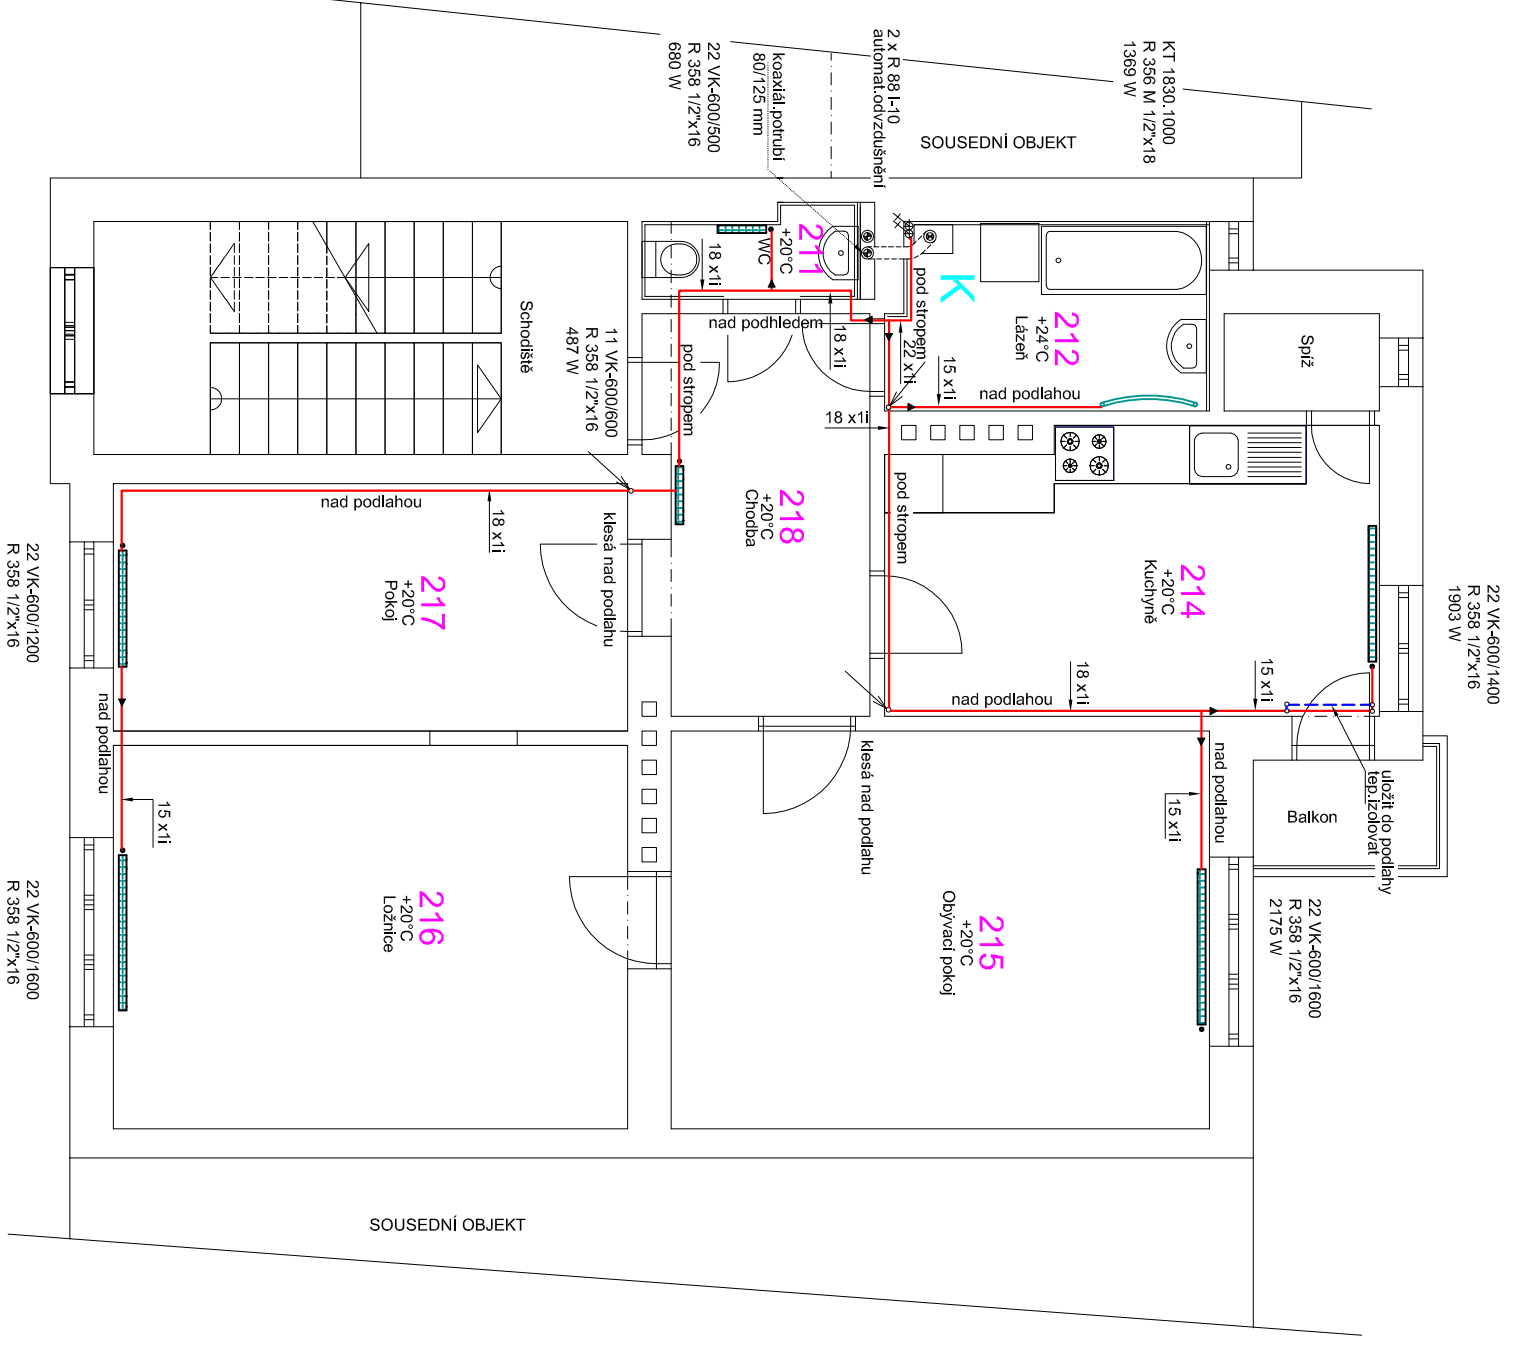 KT 1830.1000
R 356 M 1/2"x18
1369 W
2 x R 88 I-10
automat.odvzdušnění
koaxiál.potrubí
80/125 mm
22 VK-600/500
R 358 1/2"x16
680 W
SOUSEDNÍ OBJEKT
211
+20°C
WC
18 x1i
18 x1i
nad podhledem
K
pod stropem
22 x1i
15 x1i
212
+24°C
Lázeň
nad podlahou
Spíž
Schodiště
11 VK-600/600
R 358 1/2"x16
487 W
pod stropem
18 x1i
18 x1i
pod stropem
218
+20°C
Chodba
214
+20°C
Kuchyně
22 VK-600/1400
R 358 1/2"x16
1903 W
nad podlahou
18 x1i
klesá nad podlahu
217
+20°C
Pokoj
22 VK-600/1200
R 358 1/2"x16
nad podlahou
15 x1i
nad podlahou
18 x1i
15 x1i
klesá nad podlahu
nad podlahou
15 x1i
uložit do podlahy
tep.izolovat
Balkon
22 VK-600/1600
R 358 1/2"x16
2175 W
22 VK-600/1600
R 358 1/2"x16
216
+20°C
Ložnice
215
+20°C
Obývací pokoj
SOUSEDNÍ OBJEKT